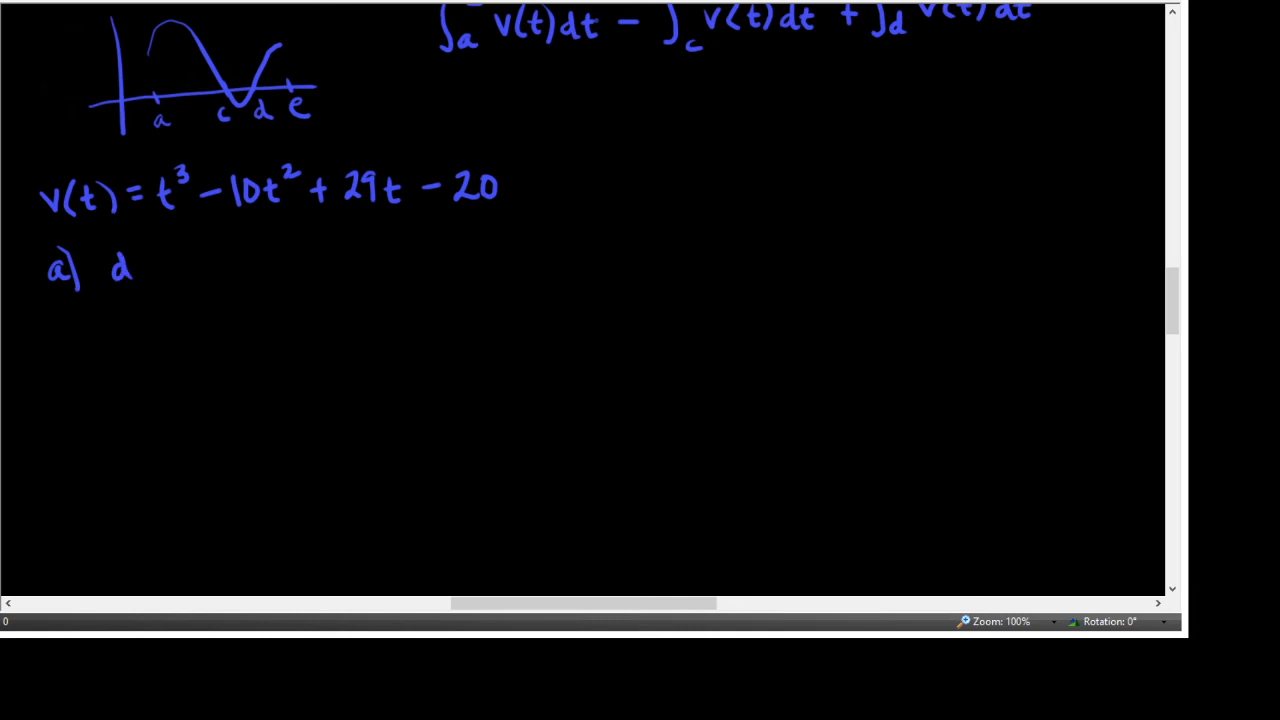 ∫a v(t)dt − ∫c v(t)dt + ∫d v(t)dt
a c d e
v(t) = t³ − 10t² + 29t − 20
a) d
0 Zoom: 100% Rotation: 0°